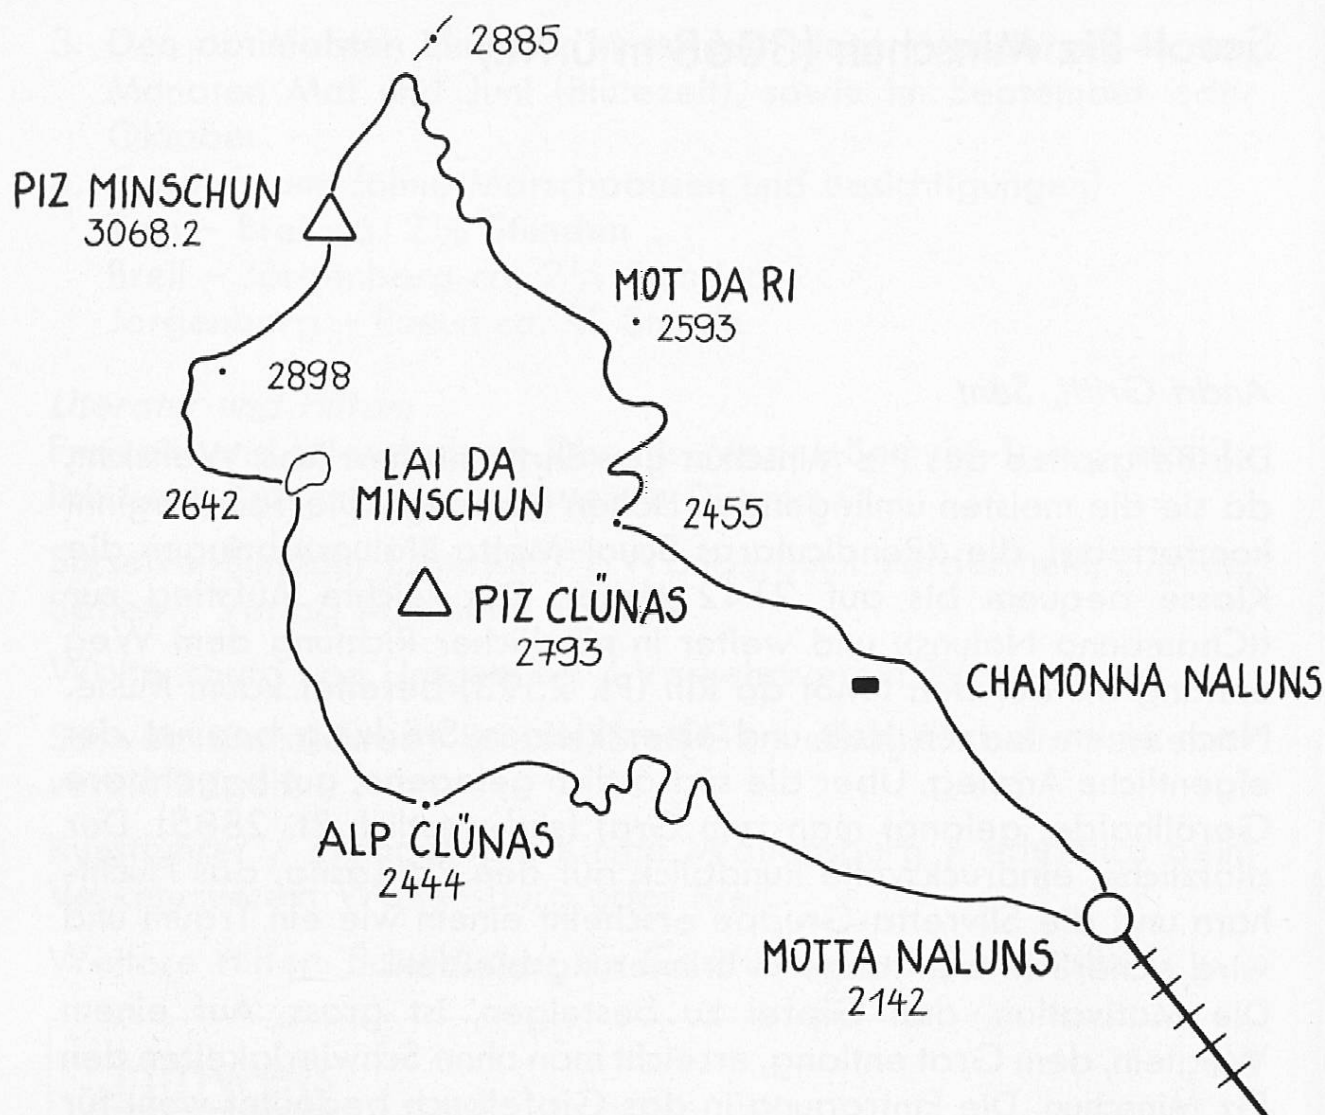 2885
PIZ MINSCHUN
3068.2
MOT DA RI
2593
2898
LAI DA
MINSCHUN
2642
2455
PIZ CLÜNAS
2793
CHAMONNA NALUNS
ALP CLÜNAS
2444
MOTTA NALUNS
2142